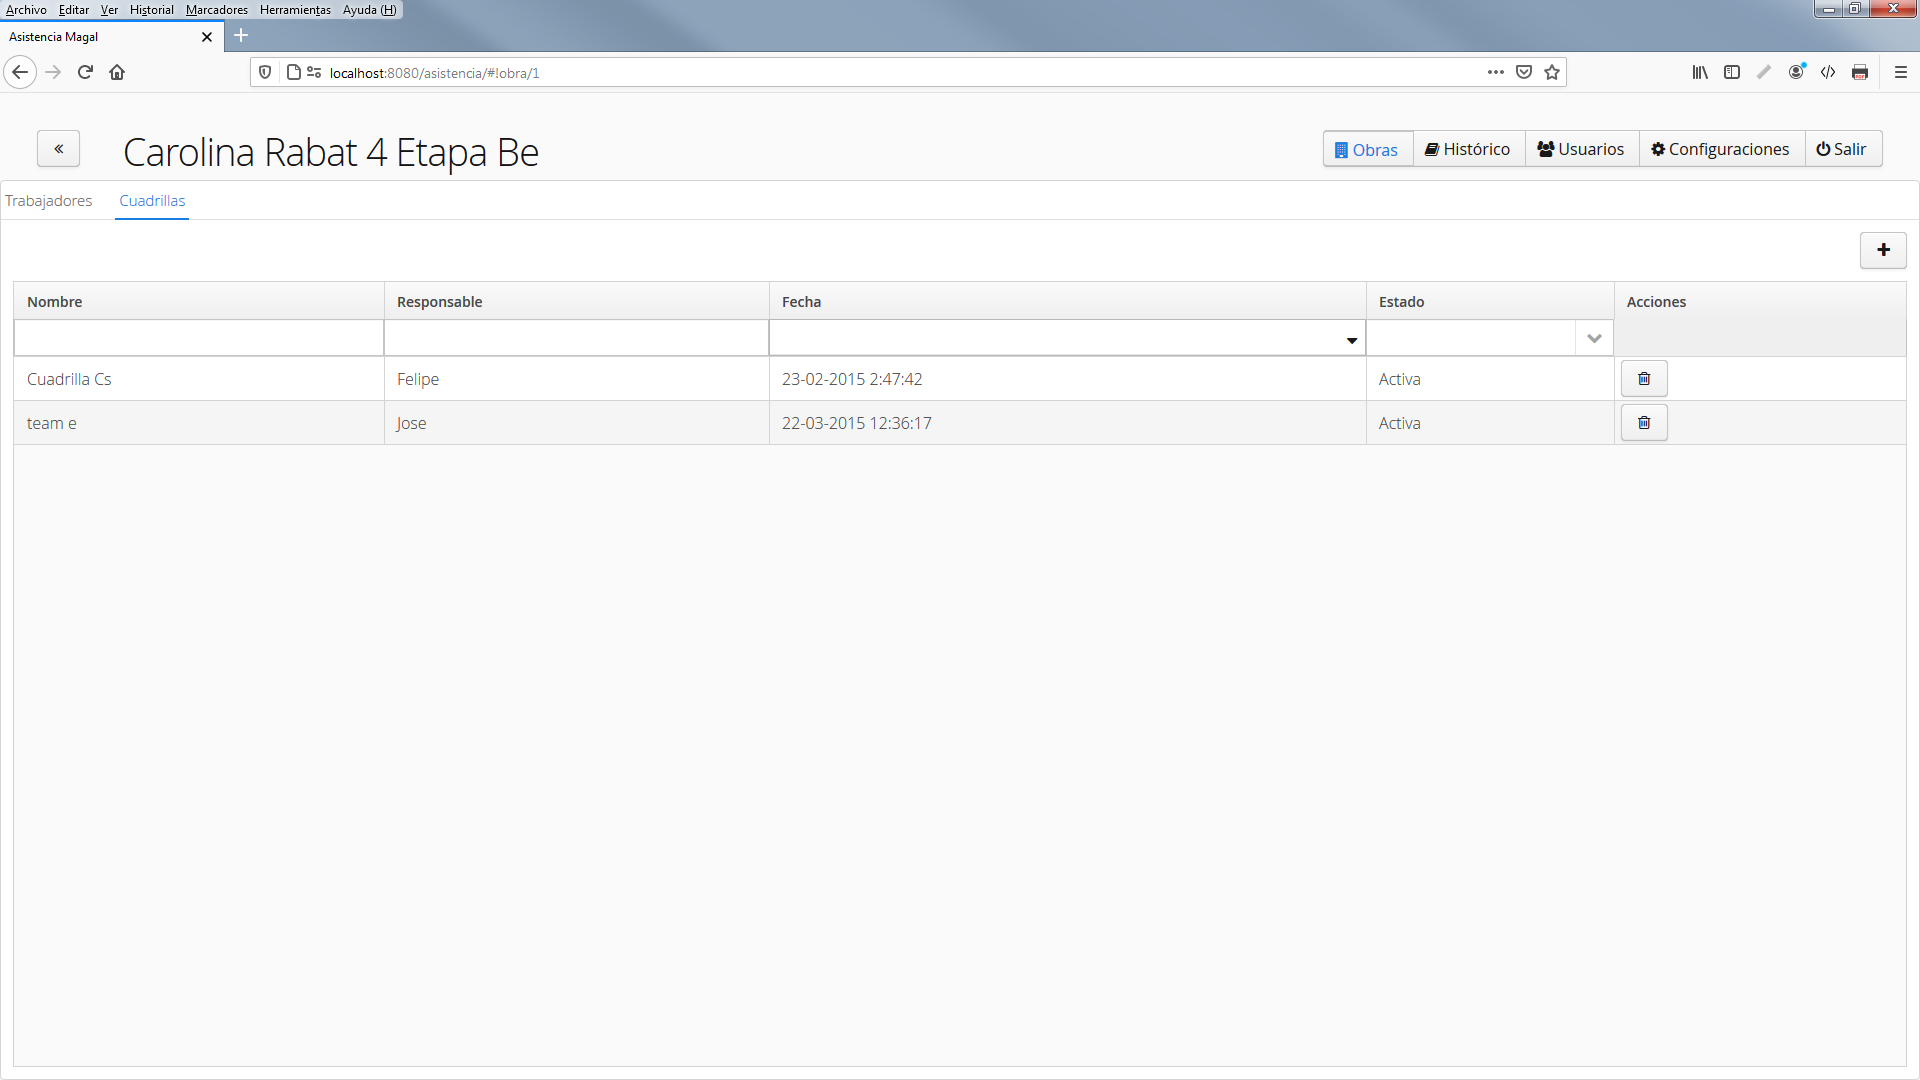 Archivo Editar Ver Historial Marcadores Herramientas Ayuda (H)
Asistencia Magal
localhost:8080/asistencia/#!obra/1
Carolina Rabat 4 Etapa Be
Obras Histórico Usuarios Configuraciones Salir
Trabajadores Cuadrillas
Nombre Responsable Fecha Estado Acciones
Cuadrilla Cs Felipe 23-02-2015 2:47:42 Activa
team e Jose 22-03-2015 12:36:17 Activa